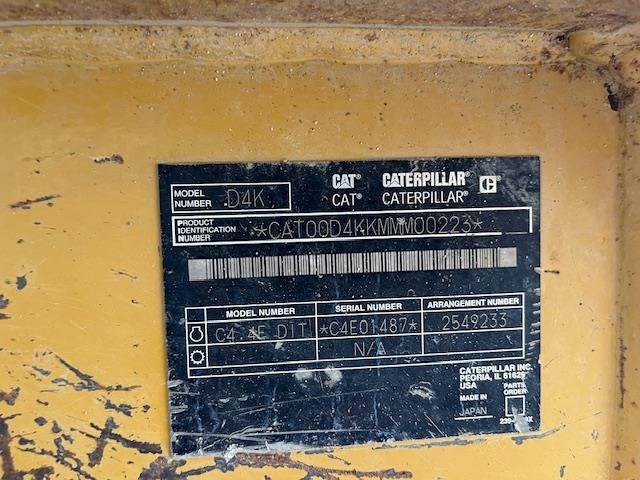 MODEL NUMBER D4K
CAT® CATERPILLAR® C®
CAT® CATERPILLAR®
PRODUCT IDENTIFICATION NUMBER *CAT00D4KKMMM00223*
MODEL NUMBER SERIAL NUMBER ARRANGEMENT NUMBER
C4.4E D1T *C4E01487* 2549233
N/A
CATERPILLAR INC.
PEORIA, IL 61629
USA
PARTS ORDER
MADE IN
JAPAN